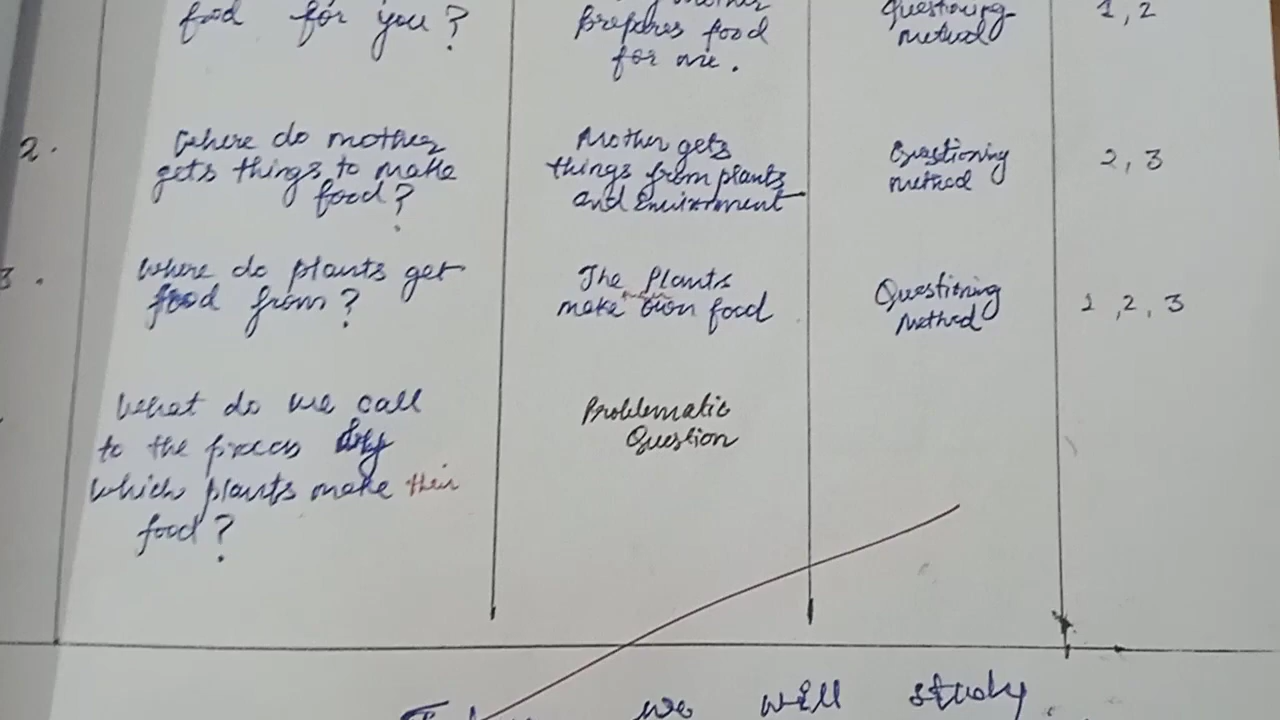 food for you?
prepares food
for me.
Questioning
method
1, 2
2.
Where do mother
gets things to make
food?
Mother gets
things from plants
and Envirnment
Questioning
method
2, 3
3.
Where do plants get
food from?
The Plants
make own food
Questioning
Method
1, 2, 3
What do we call
to the process by
which plants make their
food?
Problematic
Question
we will study